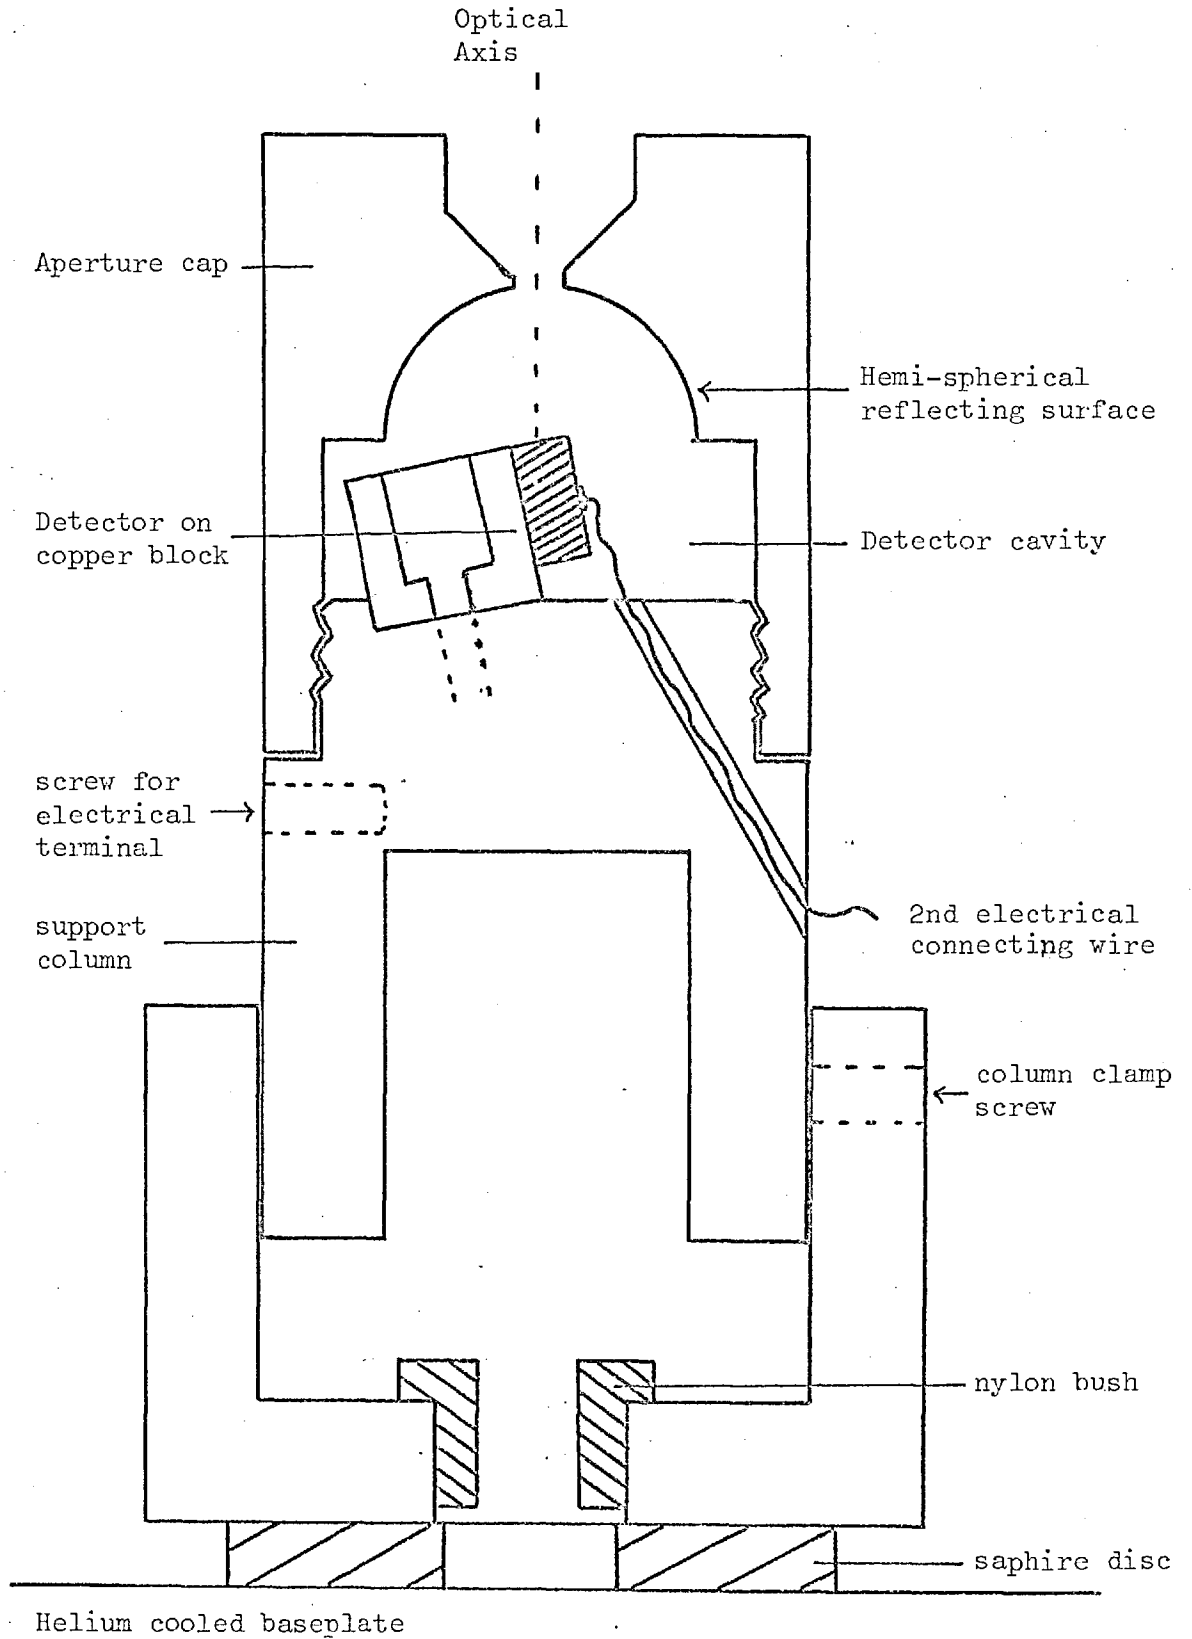 Optical
Axis
Aperture cap
Hemi-spherical
reflecting surface
Detector on
copper block
Detector cavity
screw for
electrical
terminal
support
column
2nd electrical
connecting wire
column clamp
screw
nylon bush
saphire disc
Helium cooled baseplate